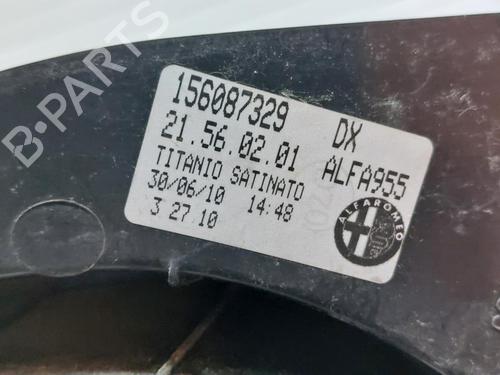 B-PARTS
156087329 DX
21.56.02.01 ALFA955
TITANIO SATINATO
30/06/10 14:48
3 27 10
ALFA ROMEO